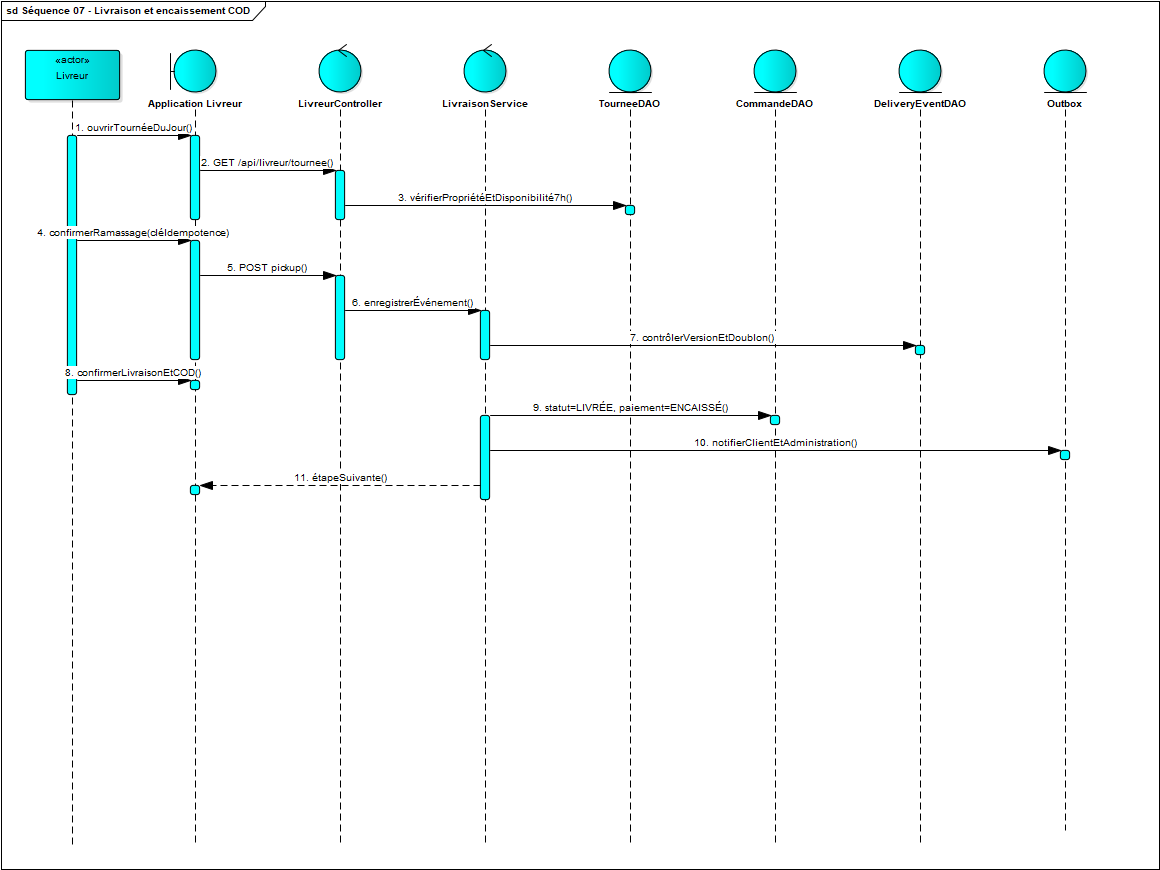 sd Séquence 07 - Livraison et encaissement COD
«actor»
Livreur
Application Livreur
LivreurController
LivraisonService
TourneeDAO
CommandeDAO
DeliveryEventDAO
Outbox
1. ouvrirTournéeDuJour()
2. GET /api/livreur/tournee()
3. vérifierPropriétéEtDisponibilité7h()
4. confirmerRamassage(cléIdempotence)
5. POST pickup()
6. enregistrerÉvénement()
7. contrôlerVersionEtDoublon()
8. confirmerLivraisonEtCOD()
9. statut=LIVRÉE, paiement=ENCAISSÉ()
10. notifierClientEtAdministration()
11. étapeSuivante()